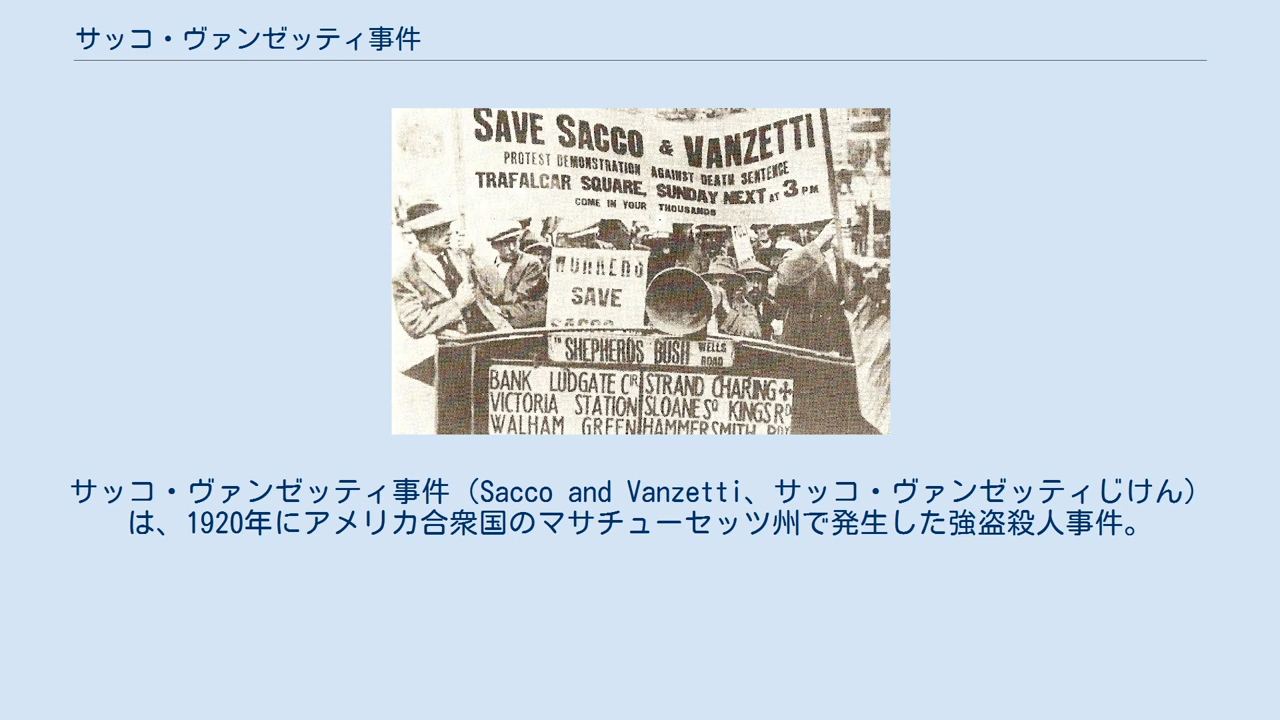 サッコ・ヴァンゼッティ事件
SAVE SACCO & VANZETTI
PROTEST DEMONSTRATION AGAINST DEATH SENTENCE
TRAFALGAR SQUARE, SUNDAY NEXT AT 3 PM
COME IN YOUR THOUSANDS
SAVE
SACCO
SHEPHERDS BUSH WELLS ROAD
BANK LUDGATE CIR STRAND CHARING +
VICTORIA STATION SLOANE SQ KINGS RD
WALHAM GREEN HAMMERSMITH
サッコ・ヴァンゼッティ事件（Sacco and Vanzetti、サッコ・ヴァンゼッティじけん）
は、1920年にアメリカ合衆国のマサチューセッツ州で発生した強盗殺人事件。